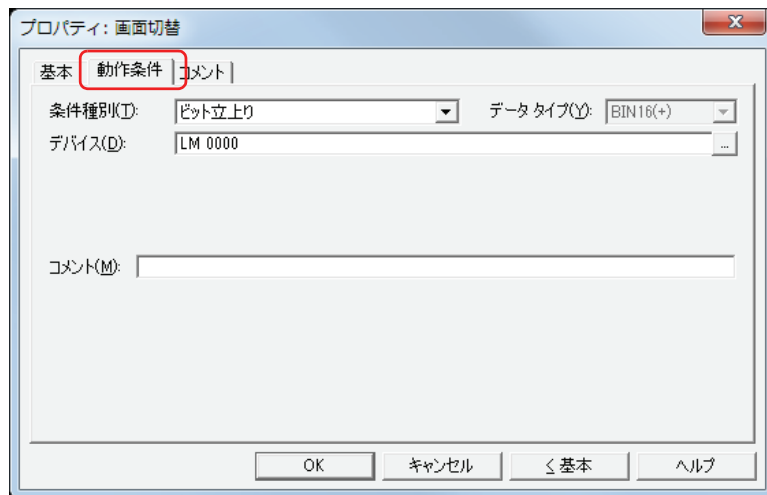 プロパティ: 画面切替
基本 動作条件 コメント
条件種別(T): ビット立上り データ タイプ(Y): BIN16(+)
デバイス(D): LM 0000 ...
コメント(M):
OK キャンセル < 基本 ヘルプ